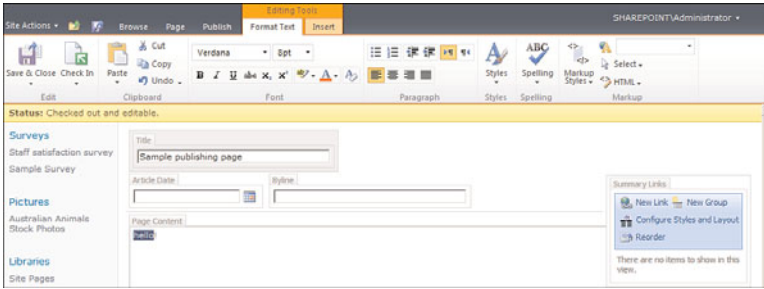 Editing Tools
Site Actions Browse Page Publish Format Text Insert SHAREPOINT\Administrator
Save & Close Check In Paste Cut Copy Undo Verdana 8pt Styles Spelling Markup Styles Select HTML
B I U abc x, x² A
ABC
Edit Clipboard Font Paragraph Styles Spelling Markup
Status: Checked out and editable.
Surveys
Staff satisfaction survey
Sample Survey
Pictures
Australian Animals
Stock Photos
Libraries
Site Pages
Title
Sample publishing page
Article Date Byline
Page Content
hello
Summary Links
New Link New Group
Configure Styles and Layout
Reorder
There are no items to show in this
view.